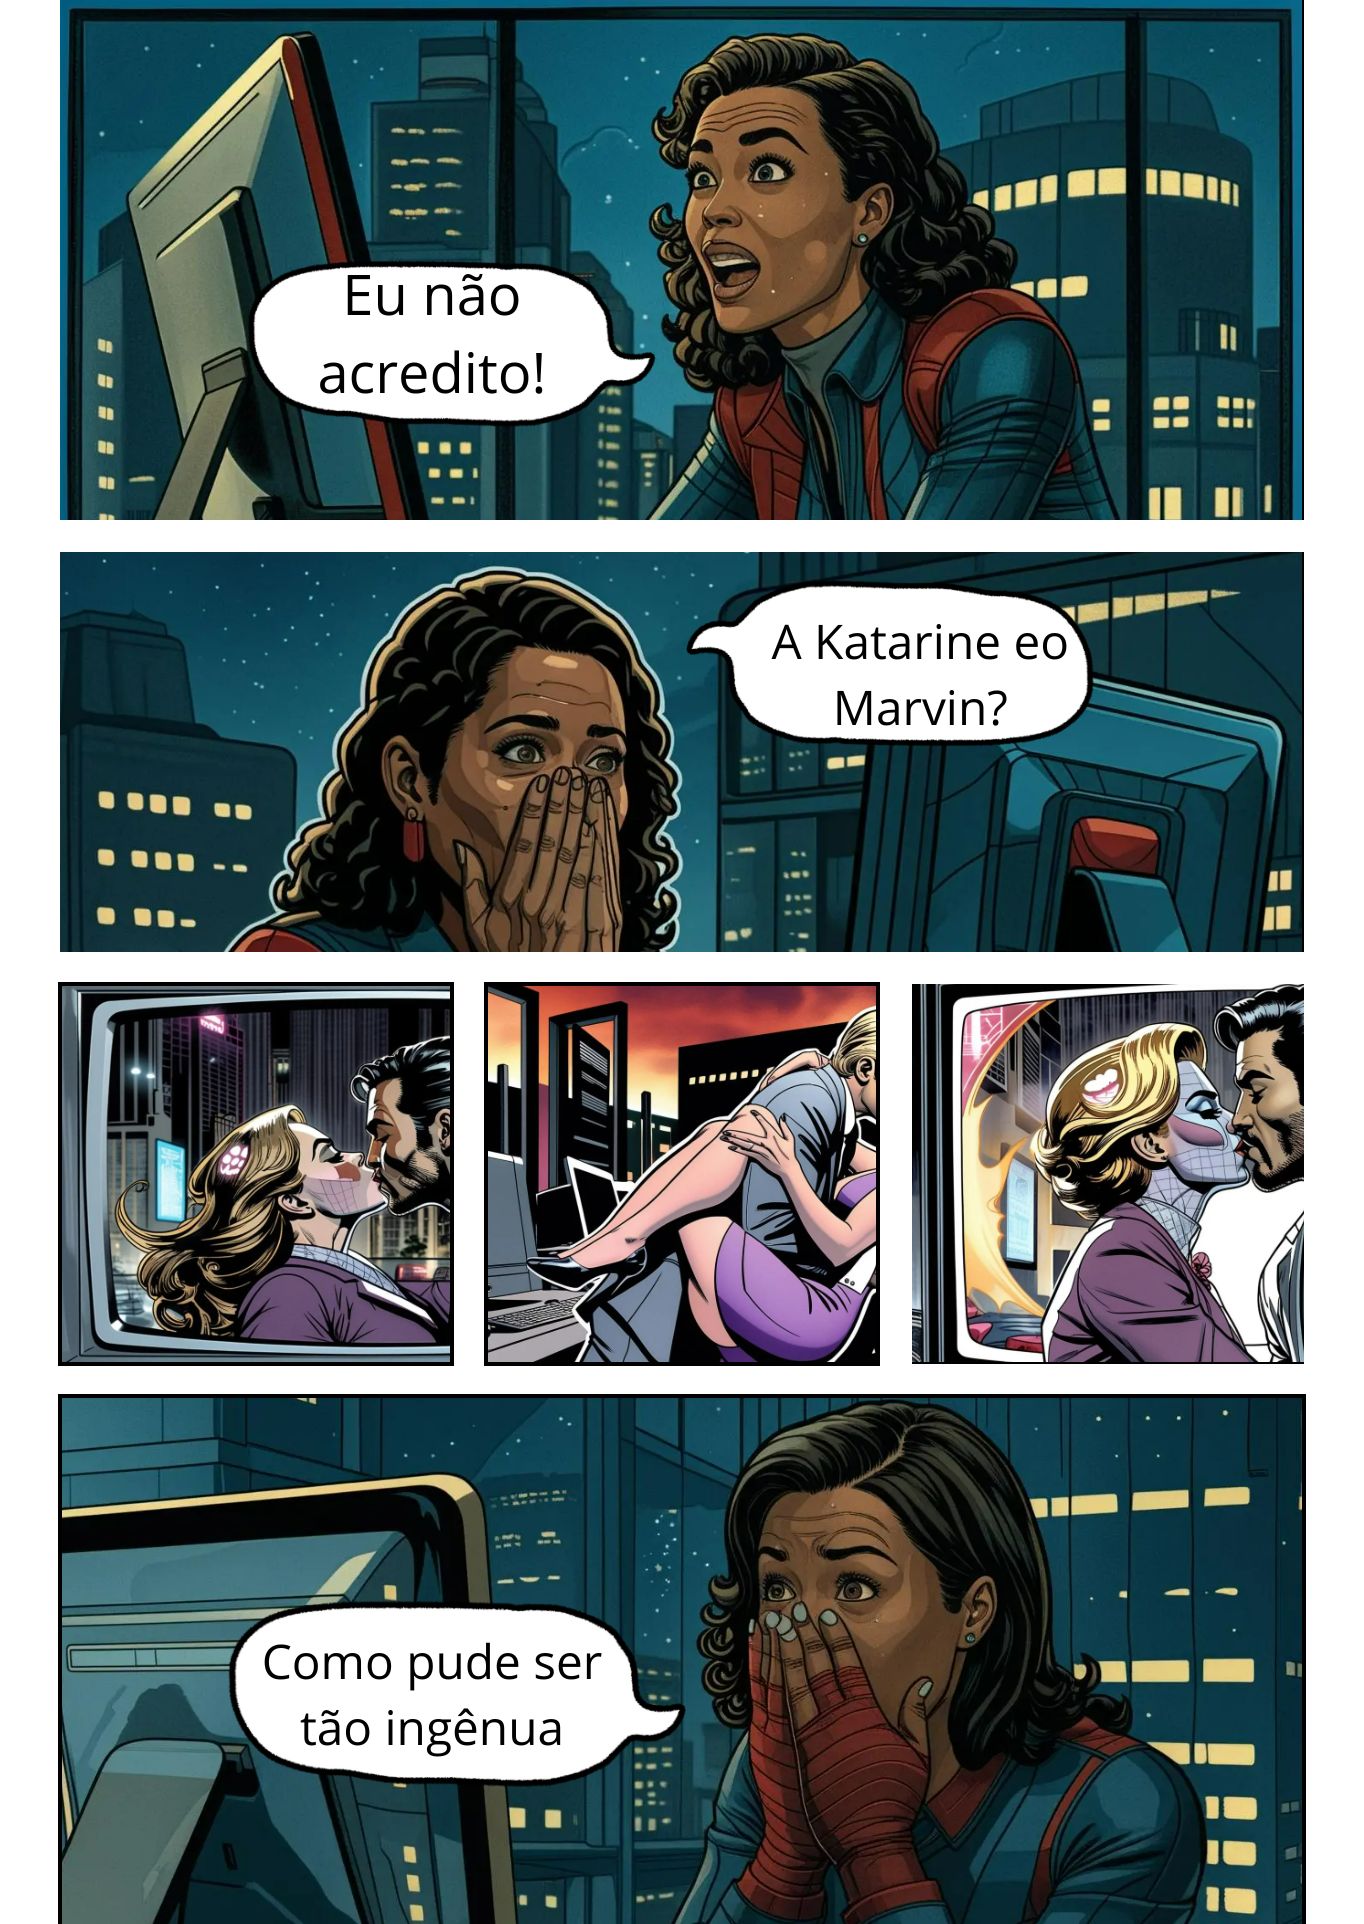 Eu não
acredito!
A Katarine eo
Marvin?
Como pude ser
tão ingênua